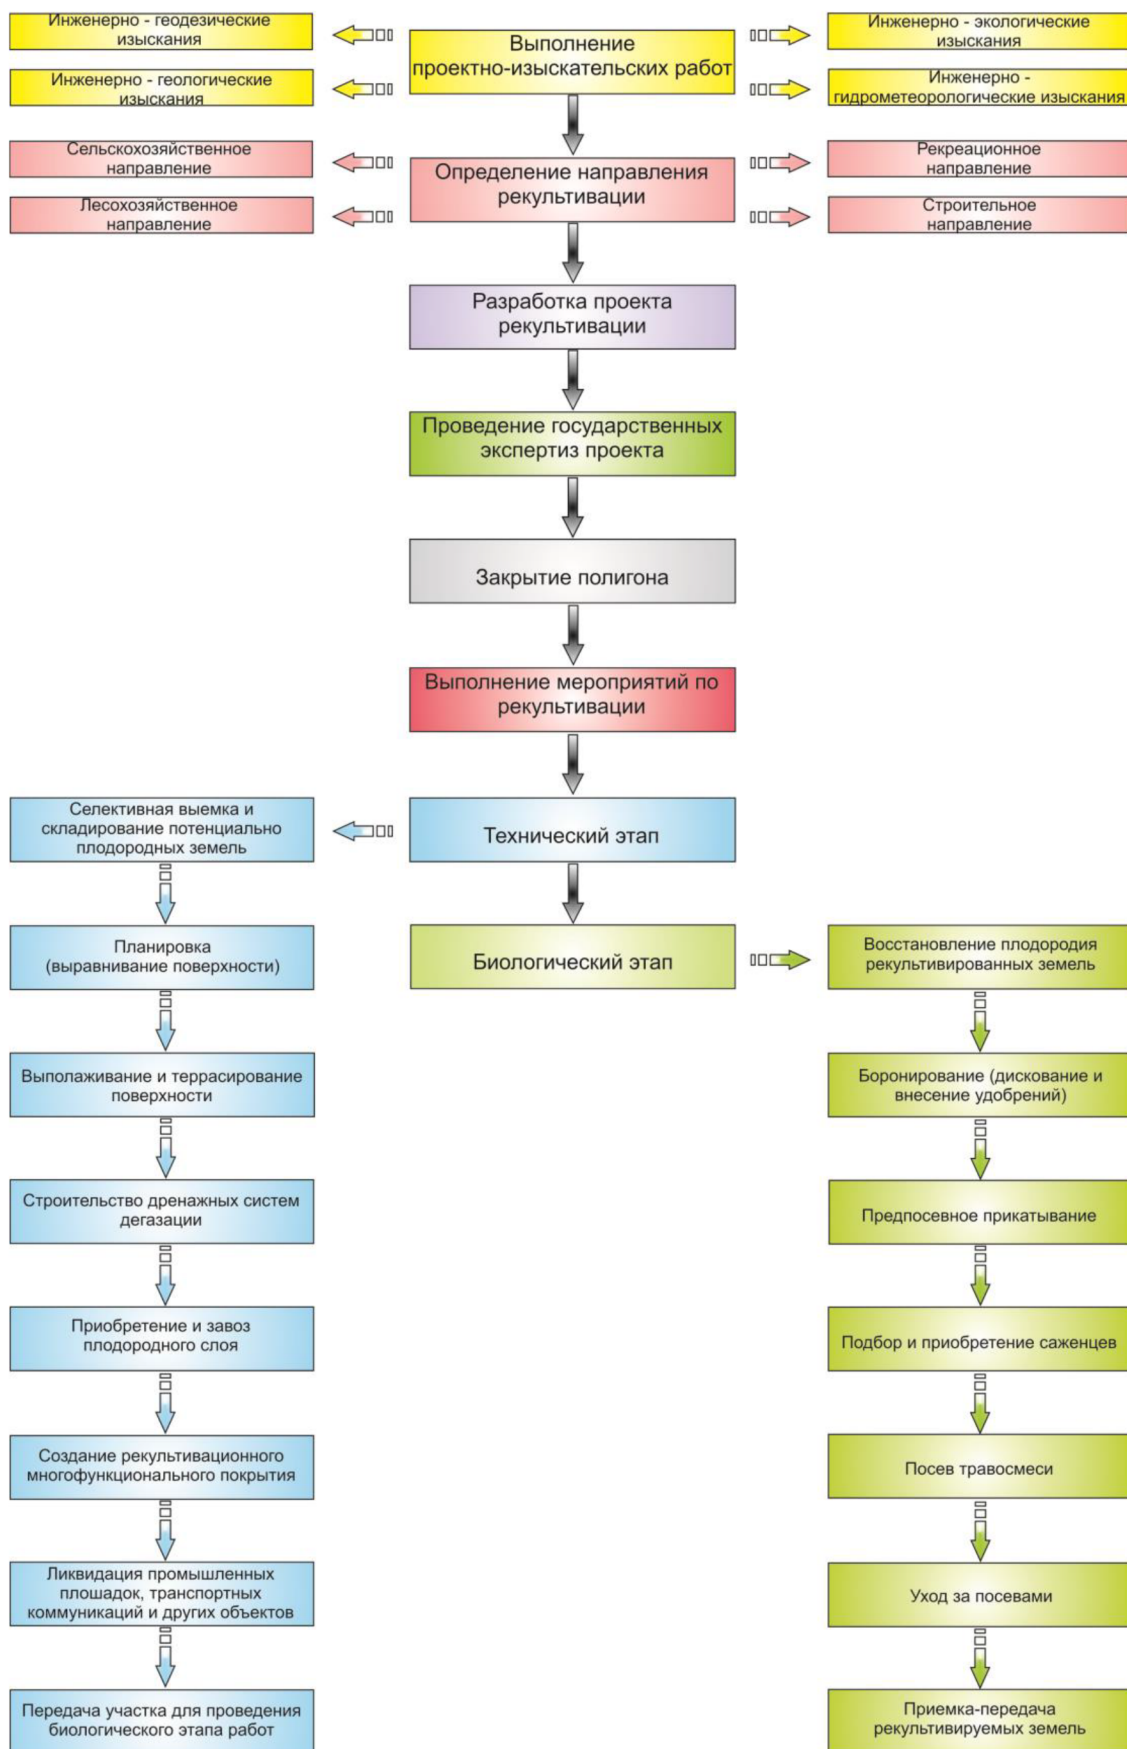 Инженерно - геодезические
изыскания
Выполнение
проектно-изыскательских работ
Инженерно - экологические
изыскания
Инженерно - геологические
изыскания
Инженерно -
гидрометеорологические изыскания
Сельскохозяйственное
направление
Определение направления
рекультивации
Рекреационное
направление
Лесохозяйственное
направление
Строительное
направление
Разработка проекта
рекультивации
Проведение государственных
экспертиз проекта
Закрытие полигона
Выполнение мероприятий по
рекультивации
Технический этап
Селективная выемка и
складирование потенциально
плодородных земель
Планировка
(выравнивание поверхности)
Выполаживание и террасирование
поверхности
Строительство дренажных систем
дегазации
Приобретение и завоз
плодородного слоя
Создание рекультивационного
многофункционального покрытия
Ликвидация промышленных
плошадок, транспортных
коммуникаций и других объектов
Передача участка для проведения
биологического этапа работ
Биологический этап
Восстановление плодородия
рекультивированных земель
Боронирование (дискование и
внесение удобрений)
Предпосевное прикатывание
Подбор и приобретение саженцев
Посев травосмеси
Уход за посевами
Приемка-передача
рекультивируемых земель